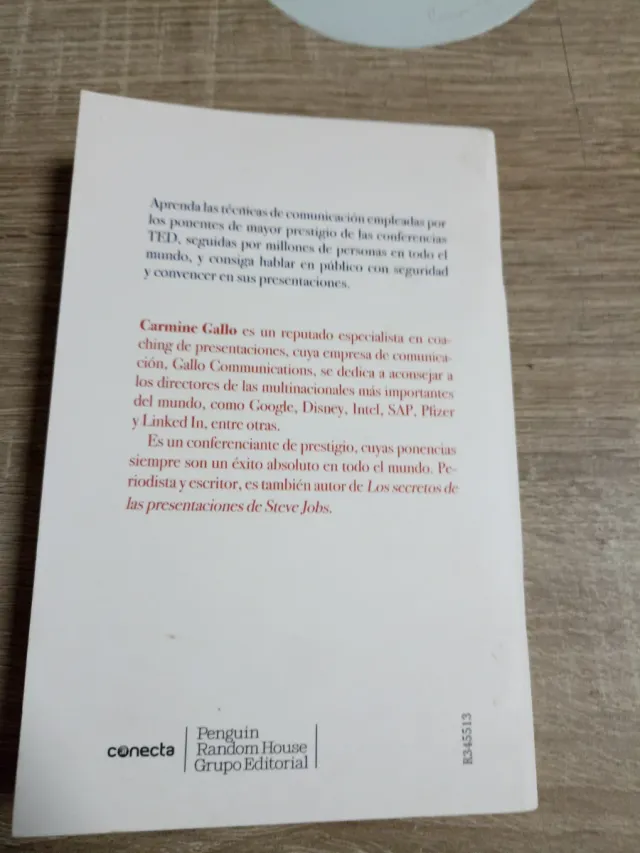 Aprenda las técnicas de comunicación empleadas por
los ponentes de mayor prestigio de las conferencias
TED, seguidas por millones de personas en todo el
mundo, y consiga hablar en público con seguridad
y convencer en sus presentaciones.
Carmine Gallo es un reputado especialista en coa-
ching de presentaciones, cuya empresa de comunica-
ción, Gallo Communications, se dedica a aconsejar a
los directores de las multinacionales más importantes
del mundo, como Google, Disney, Intel, SAP, Pfizer
y Linked In, entre otras.
Es un conferenciante de prestigio, cuyas ponencias
siempre son un éxito absoluto en todo el mundo. Pe-
riodista y escritor, es también autor de Los secretos de
las presentaciones de Steve Jobs.
conecta
Penguin
Random House
Grupo Editorial
E345513